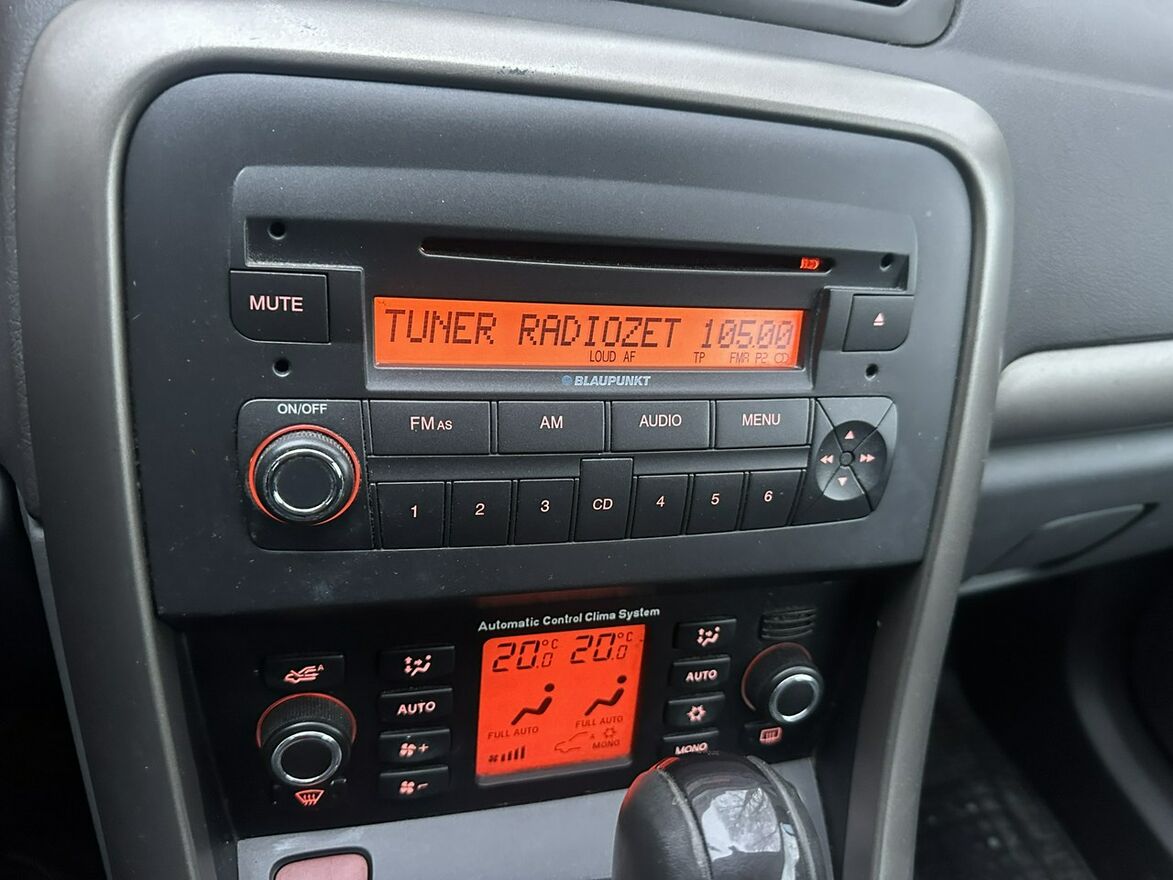 MUTE
TUNER RADIOZET 105.00
LOUD AF TP FMA P2
BLAUPUNKT
ON/OFF
FM AS AM AUDIO MENU
1 2 3 CD 4 5 6
Automatic Control Clima System
20.0 °C 20.0 °C
AUTO
AUTO
FULL AUTO FULL AUTO
A MONO
MONO